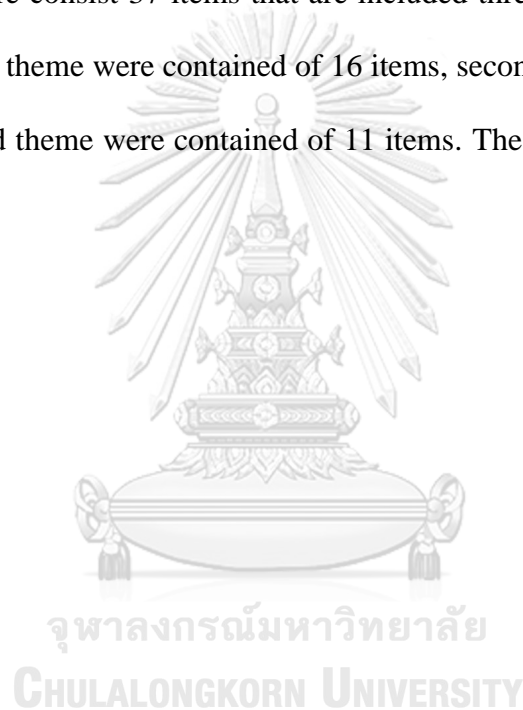 consist 37 items that are included
theme were contained of 16 items,
theme were contained of 11 items. The
จุฬาลงกรณ์มหาวิทยาลัย
CHULALONGKORN UNIVERSITY